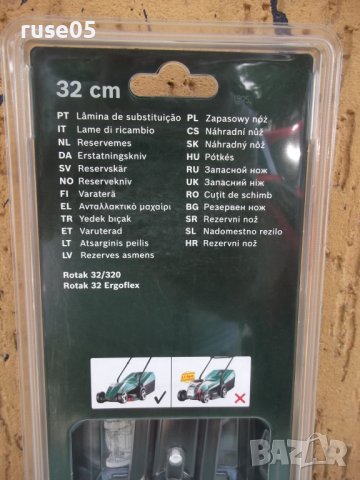 ruse05
32 cm
PT Lâmina de substituição
IT Lame di ricambio
NL Reservemes
DA Erstatningskniv
SV Reservskär
NO Reservekniv
FI Varaterä
EL Ανταλλακτικό μαχαίρι
TR Yedek bıçak
ET Varuterad
LT Atsarginis peilis
LV Rezerves asmens
PL Zapasowy nóż
CS Náhradní nůž
SK Náhradný nôž
HU Pótkés
RU Запасной нож
UK Запасний ніж
RO Cuţit de schimb
BG Резервен нож
SR Rezervni nož
SL Nadomestno rezilo
HR Rezervni nož
Rotak 32/320
Rotak 32 Ergoflex
BAZAR